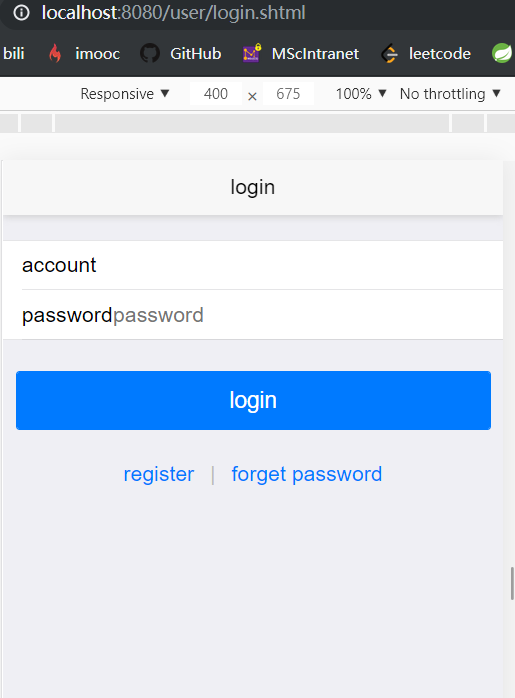 localhost:8080/user/login.shtml
bili imooc GitHub MScIntranet leetcode
Responsive ▼ 400 × 675 100% ▼ No throttling ▼
login
account
passwordpassword
login
register | forget password